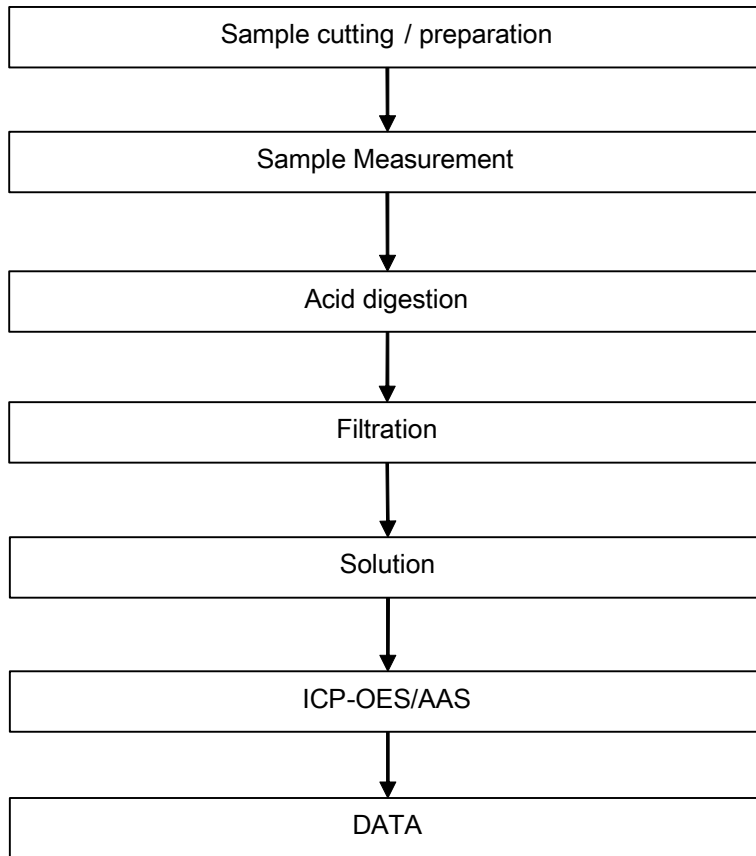 Sample cutting / preparation
Sample Measurement
Acid digestion
Filtration
Solution
ICP-OES/AAS
DATA